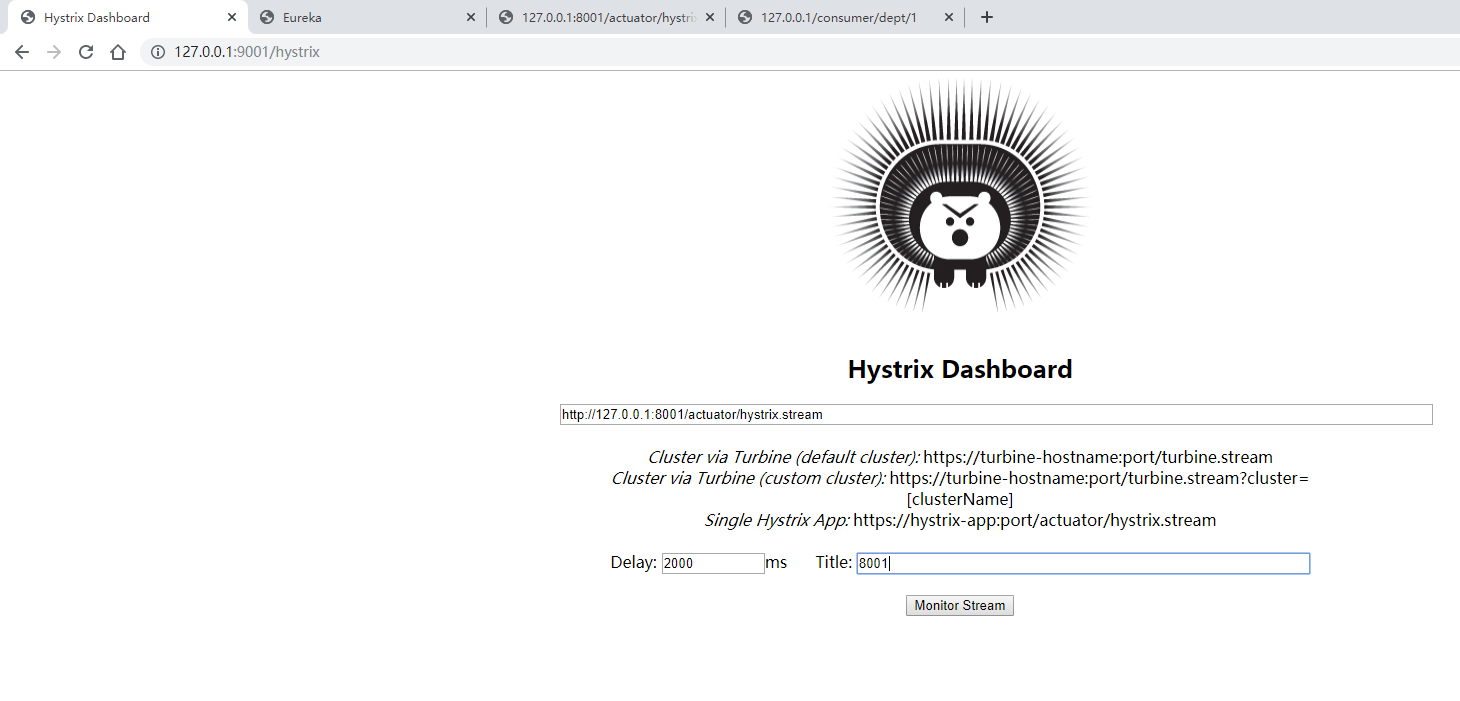 Hystrix Dashboard
Eureka
127.0.0.1:8001/actuator/hystri
127.0.0.1/consumer/dept/1
127.0.0.1:9001/hystrix
Hystrix Dashboard
http://127.0.0.1:8001/actuator/hystrix.stream
Cluster via Turbine (default cluster): https://turbine-hostname:port/turbine.stream
Cluster via Turbine (custom cluster): https://turbine-hostname:port/turbine.stream?cluster=
[clusterName]
Single Hystrix App: https://hystrix-app:port/actuator/hystrix.stream
Delay: 2000 ms Title: 8001
Monitor Stream